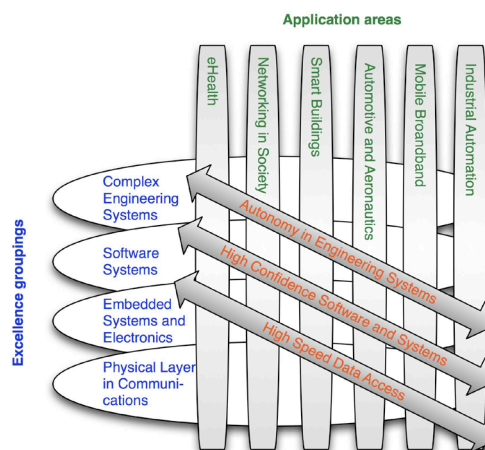 Application areas
eHealth
Networking in Society
Smart Buildings
Automotive and Aeronautics
Mobile Broandband
Industrial Automation
Excellence groupings
Complex
Engineering
Systems
Software
Systems
Embedded
Systems and
Electronics
Physical Layer
in Communi-
cations
Autonomy in Engineering Systems
High Confidence Software and Systems
High Speed Data Access